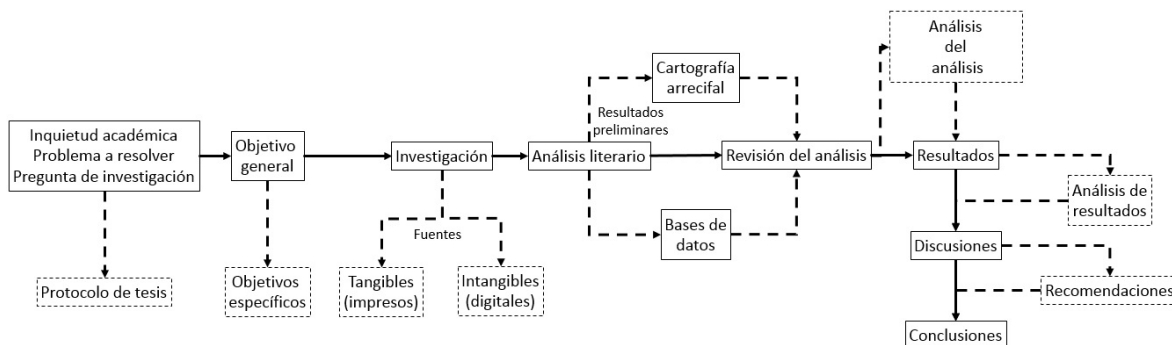 Inquietud académica
Problema a resolver
Pregunta de investigación
Protocolo de tesis
Objetivo
general
Objetivos
específicos
Investigación
Fuentes
Tangibles
(impresos)
Intangibles
(digitales)
Análisis literario
Resultados
preliminares
Cartografía
arrecifal
Bases de
datos
Revisión del análisis
Análisis
del
análisis
Resultados
Análisis de
resultados
Discusiones
Recomendaciones
Conclusiones